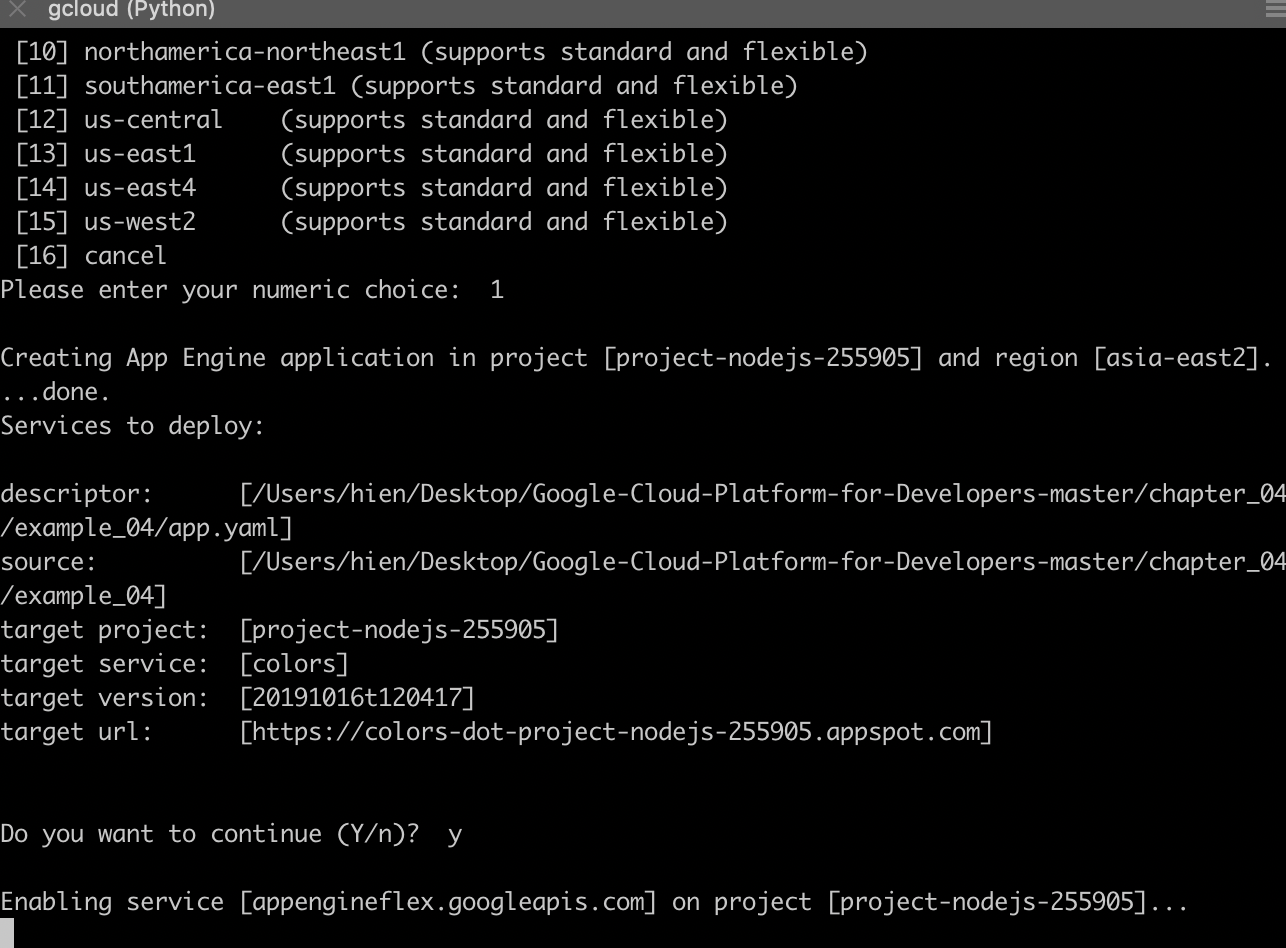 gcloud (Python)
[10] northamerica-northeast1 (supports standard and flexible)
[11] southamerica-east1 (supports standard and flexible)
[12] us-central    (supports standard and flexible)
[13] us-east1      (supports standard and flexible)
[14] us-east4      (supports standard and flexible)
[15] us-west2      (supports standard and flexible)
[16] cancel
Please enter your numeric choice:  1
Creating App Engine application in project [project-nodejs-255905] and region [asia-east2].
...done.
Services to deploy:
descriptor:      [/Users/hien/Desktop/Google-Cloud-Platform-for-Developers-master/chapter_04
/example_04/app.yaml]
source:          [/Users/hien/Desktop/Google-Cloud-Platform-for-Developers-master/chapter_04
/example_04]
target project:  [project-nodejs-255905]
target service:  [colors]
target version:  [20191016t120417]
target url:      [https://colors-dot-project-nodejs-255905.appspot.com]
Do you want to continue (Y/n)?  y
Enabling service [appengineflex.googleapis.com] on project [project-nodejs-255905]...